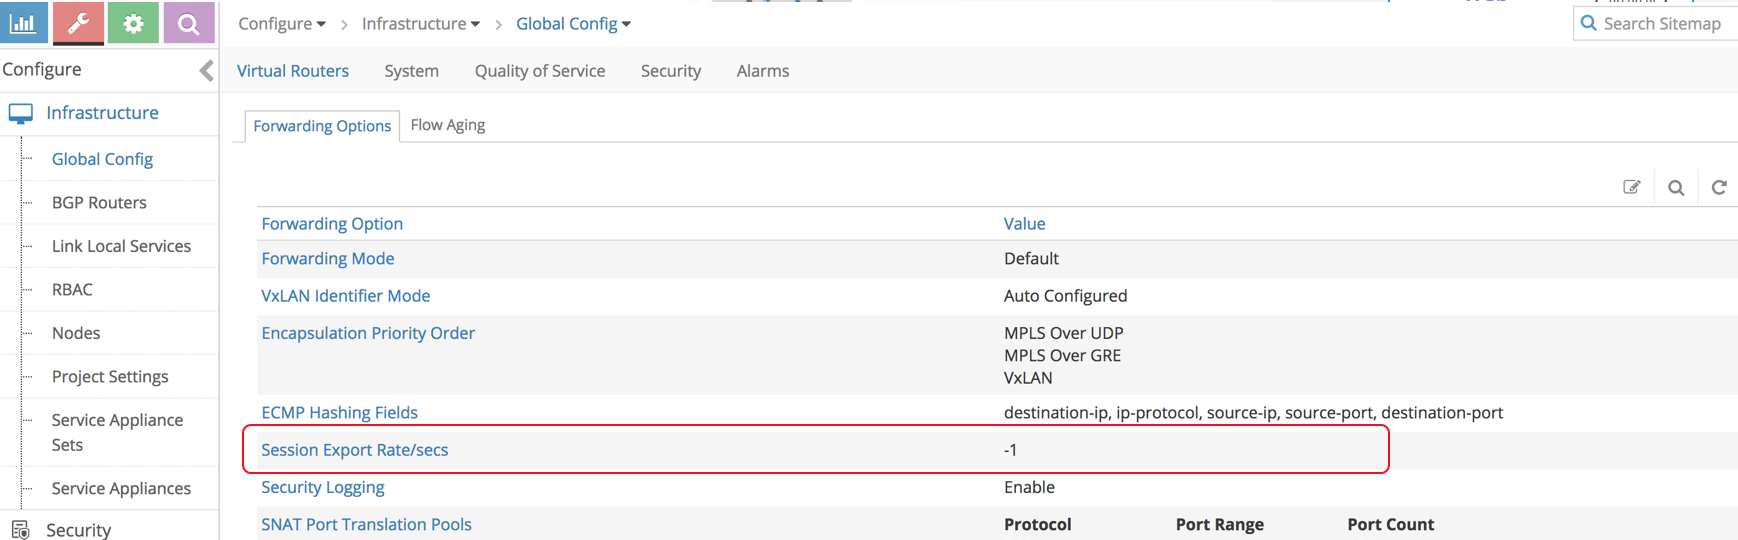 Configure
Infrastructure
Global Config
Search Sitemap
Configure
Virtual Routers
System
Quality of Service
Security
Alarms
Infrastructure
Global Config
BGP Routers
Link Local Services
RBAC
Nodes
Project Settings
Service Appliance
Sets
Service Appliances
Security
Forwarding Options
Flow Aging
Forwarding Option Value
Forwarding Mode Default
VxLAN Identifier Mode Auto Configured
Encapsulation Priority Order MPLS Over UDP
MPLS Over GRE
VxLAN
ECMP Hashing Fields destination-ip, ip-protocol, source-ip, source-port, destination-port
Session Export Rate/secs -1
Security Logging Enable
SNAT Port Translation Pools Protocol Port Range Port Count